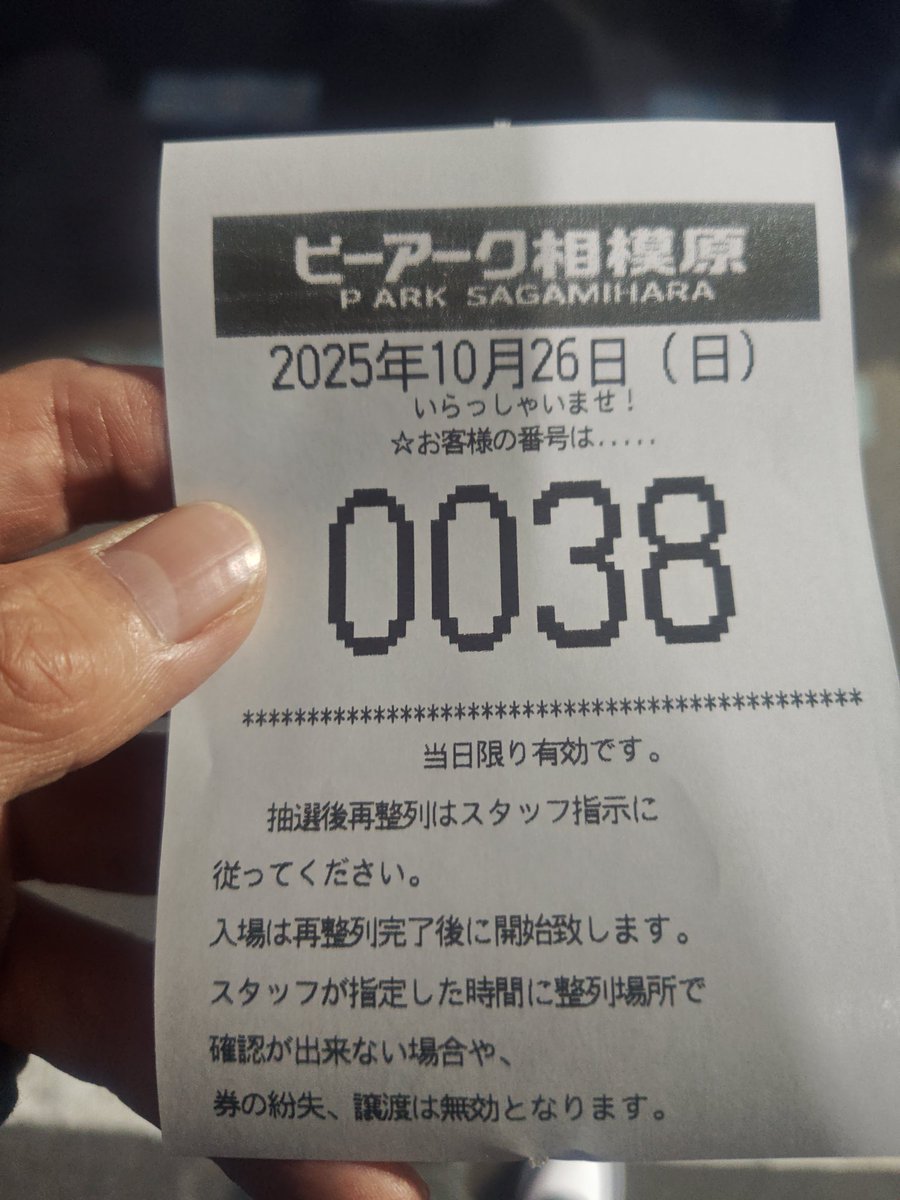 ピーアーク相模原
P ARK SAGAMIHARA
2025年10月26日（日）
いらっしゃいませ！
☆お客様の番号は.....
0038
************************************************
当日限り有効です。
抽選後再整列はスタッフ指示に
従ってください。
入場は再整列完了後に開始致します。
スタッフが指定した時間に整列場所で
確認が出来ない場合や、
券の紛失、譲渡は無効となります。